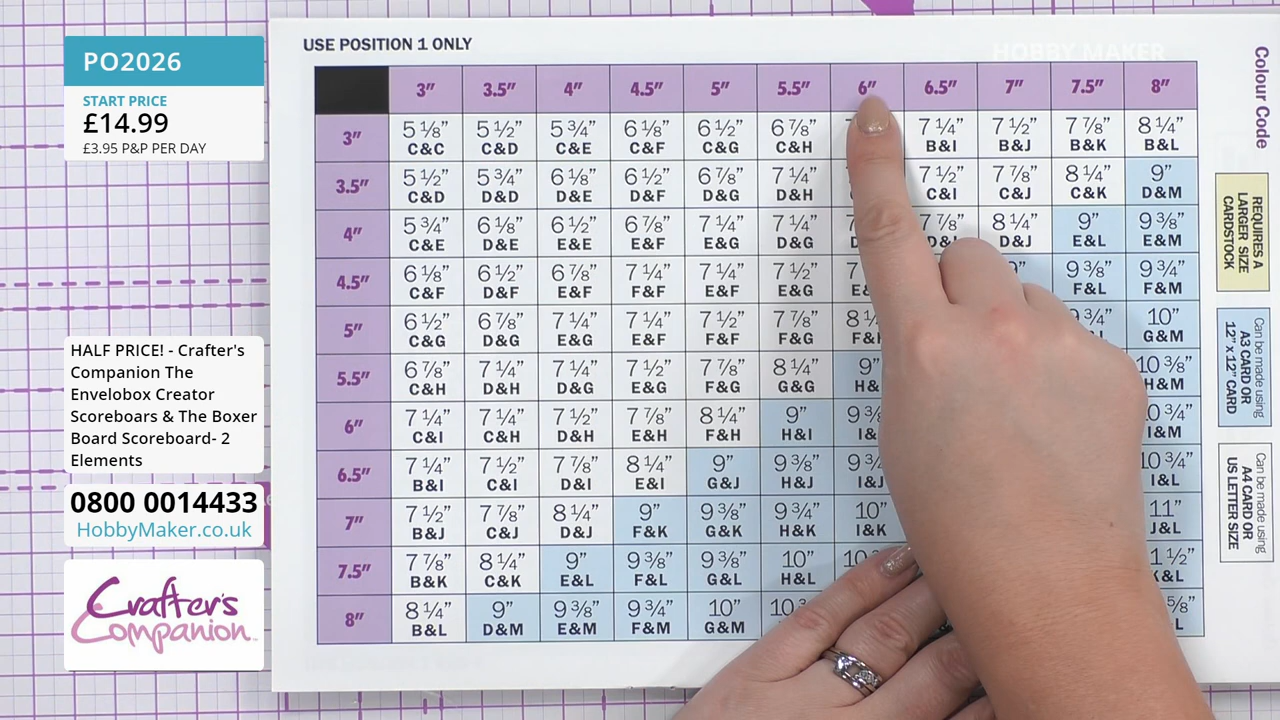 PO2026
START PRICE
£14.99
£3.95 P&P PER DAY
HALF PRICE! - Crafter's
Companion The
Envelobox Creator
Scoreboars & The Boxer
Board Scoreboard- 2
Elements
0800 0014433
HobbyMaker.co.uk
Crafter's
Companion
USE POSITION 1 ONLY
HOBBY MAKER
3" 3.5" 4" 4.5" 5" 5.5" 6" 6.5" 7" 7.5" 8"
3" 5 ⅛" 5 ½" 5 ¾" 6 ⅛" 6 ½" 6 ⅞" 7 ¼" 7 ½" 7 ⅞" 8 ¼"
C&C C&D C&E C&F C&G C&H B&I B&J B&K B&L
3.5" 5 ½" 5 ¾" 6 ⅛" 6 ½" 6 ⅞" 7 ¼" 7 ½" 7 ⅞" 8 ¼" 9"
C&D D&D D&E D&F D&G D&H C&I C&J C&K D&M
4" 5 ¾" 6 ⅛" 6 ½" 6 ⅞" 7 ¼" 7 ¼" 7 ⅞" 8 ¼" 9" 9 ⅜"
C&E D&E E&E E&F E&G D&G D&I D&J E&L E&M
4.5" 6 ⅛" 6 ½" 6 ⅞" 7 ¼" 7 ¼" 7 ½" 9" 9 ⅜" 9 ¾"
C&F D&F E&F F&F E&F E&G F&L F&M
5" 6 ½" 6 ⅞" 7 ¼" 7 ¼" 7 ½" 7 ⅞" 10"
C&G D&G E&G E&F F&F F&G G&M
5.5" 6 ⅞" 7 ¼" 7 ¼" 7 ½" 7 ⅞" 8 ¼" 9" 10 ⅜"
C&H D&H D&G E&G F&G G&G H&M
6" 7 ¼" 7 ¼" 7 ½" 7 ⅞" 8 ¼" 9"
C&I C&H D&H E&H F&H H&I I&M
6.5" 7 ¼" 7 ½" 7 ⅞" 8 ¼" 9" 9 ⅜" 10 ¾"
B&I C&I D&I E&I G&J H&J I&J I&L
7" 7 ½" 7 ⅞" 8 ¼" 9" 9 ⅜" 9 ¾" 10" 11"
B&J C&J D&J F&K G&K H&K I&K J&L
7.5" 7 ⅞" 8 ¼" 9" 9 ⅜" 9 ⅜" 10"
B&K C&K E&L F&L G&L H&L
8" 8 ¼" 9" 9 ⅜" 9 ¾" 10"
B&L D&M E&M F&M G&M
Colour Code
REQUIRES A
LARGER SIZE
CARDSTOCK
Can be made using
A3 CARD OR
12" x 12" CARD
Can be made using
A4 CARD OR
US LETTER SIZE